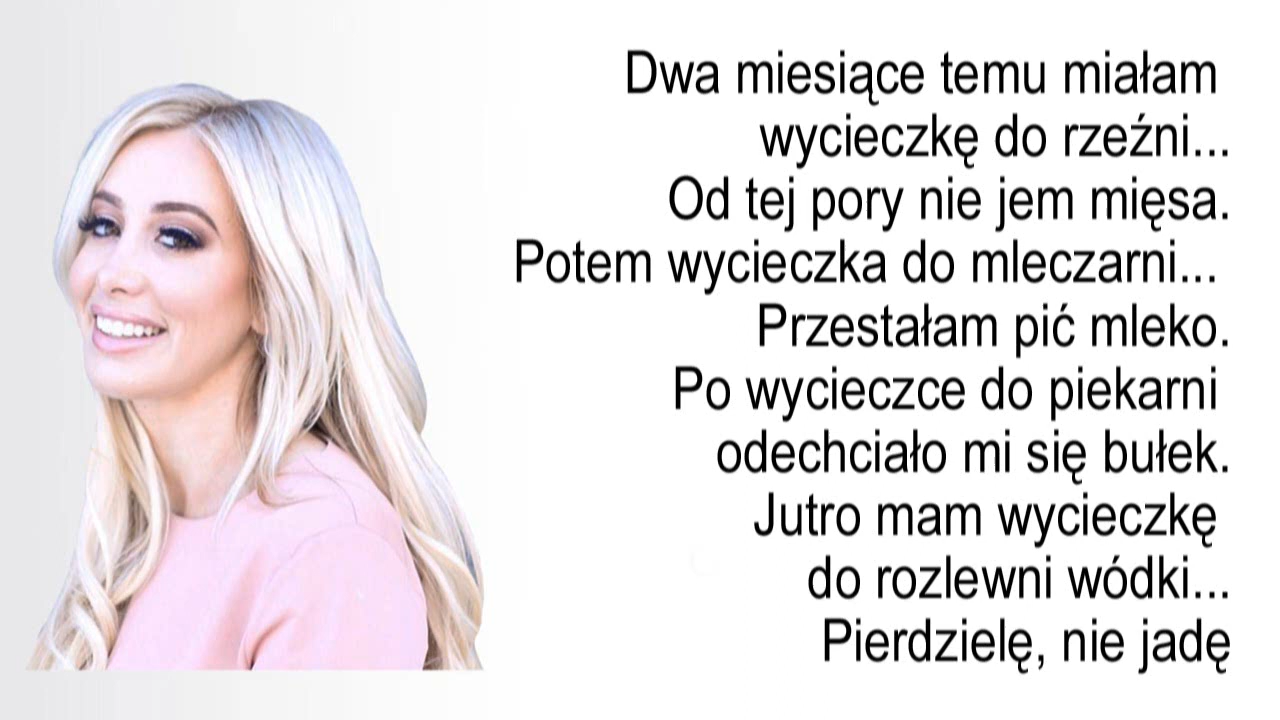 Dwa miesiące temu miałam
wycieczkę do rzeźni...
Od tej pory nie jem mięsa.
Potem wycieczka do mleczarni...
Przestałam pić mleko.
Po wycieczce do piekarni
odechciało mi się bułek.
Jutro mam wycieczkę
do rozlewni wódki...
Pierdzielę, nie jadę